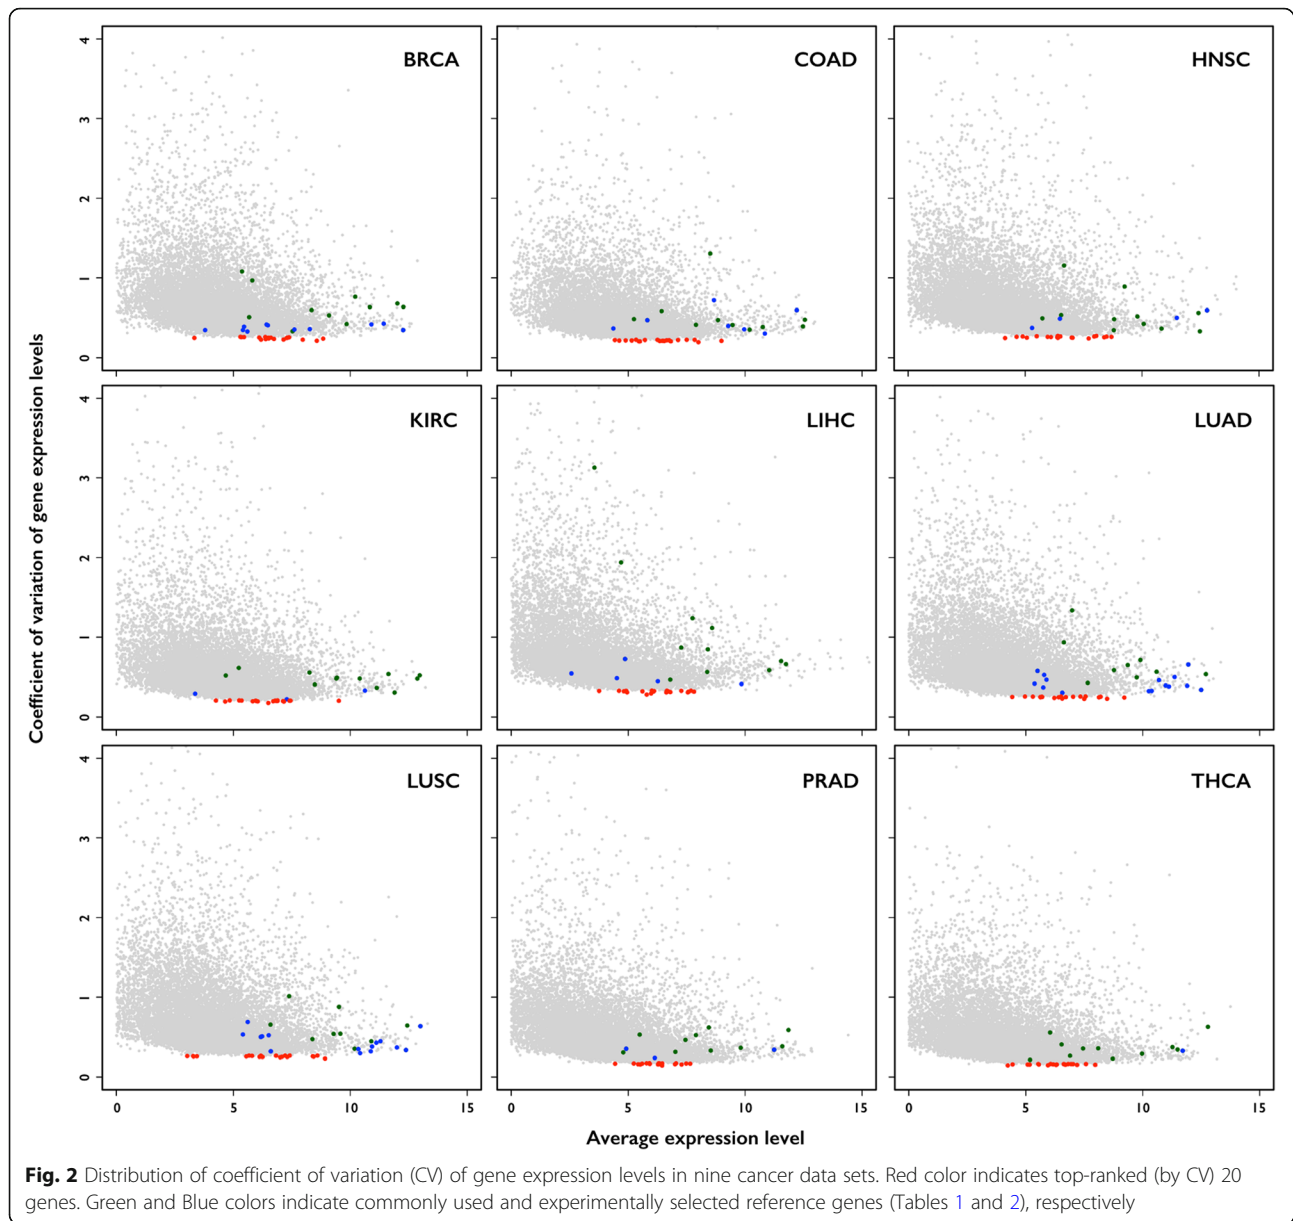 BRCA
COAD
HNSC
4
3
2
1
0
KIRC
LIHC
LUAD
4
3
2
1
0
LUSC
PRAD
THCA
4
3
2
1
0
0 5 10 15
0 5 10 15
0 5 10 15
Coefficient of variation of gene expression levels
Average expression level
Fig. 2 Distribution of coefficient of variation (CV) of gene expression levels in nine cancer data sets. Red color indicates top-ranked (by CV) 20
genes. Green and Blue colors indicate commonly used and experimentally selected reference genes (Tables 1 and 2), respectively